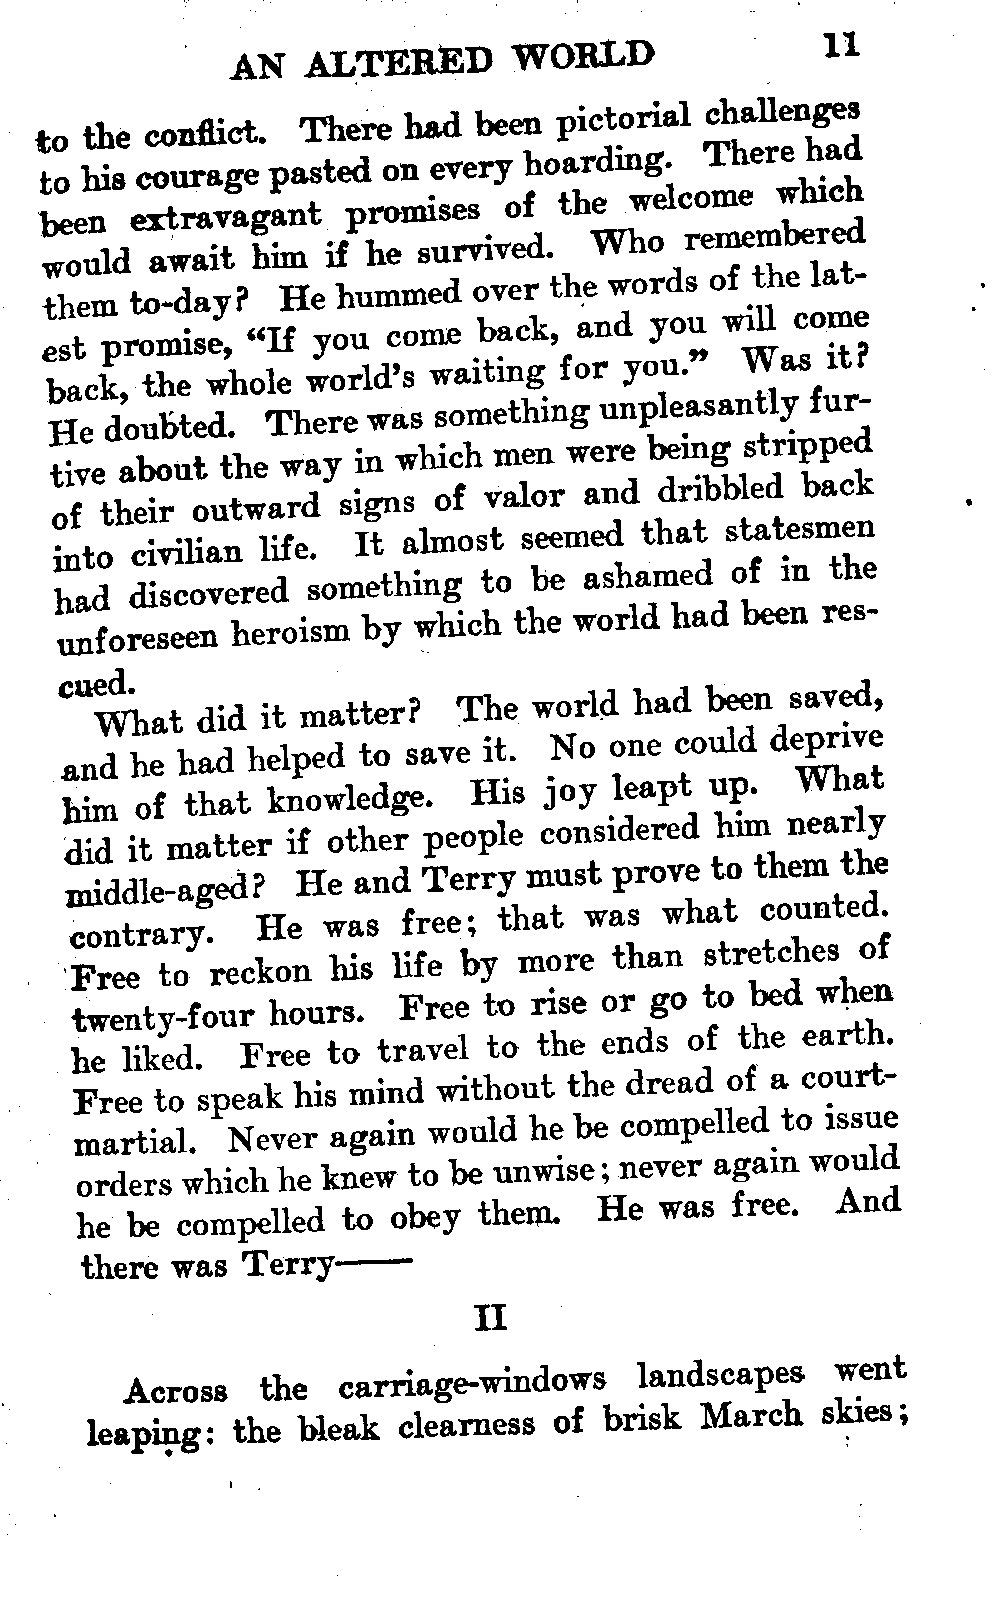 AN ALTERED WORLD 11
to the conflict. There had been pictorial challenges
to his courage pasted on every hoarding. There had
been extravagant promises of the welcome which
would await him if he survived. Who remembered
them to-day? He hummed over the words of the lat-
est promise, “If you come back, and you will come
back, the whole world's waiting for you.” Was it?
He doubted. There was something unpleasantly fur-
tive about the way in which men were being stripped
of their outward signs of valor and dribbled back
into civilian life. It almost seemed that statesmen
had discovered something to be ashamed of in the
unforeseen heroism by which the world had been res-
cued.
What did it matter? The world had been saved,
and he had helped to save it. No one could deprive
him of that knowledge. His joy leapt up. What
did it matter if other people considered him nearly
middle-aged? He and Terry must prove to them the
contrary. He was free; that was what counted.
Free to reckon his life by more than stretches of
twenty-four hours. Free to rise or go to bed when
he liked. Free to travel to the ends of the earth.
Free to speak his mind without the dread of a court-
martial. Never again would he be compelled to issue
orders which he knew to be unwise; never again would
he be compelled to obey them. He was free. And
there was Terry——
II
Across the carriage-windows landscapes went
leaping: the bleak clearness of brisk March skies;